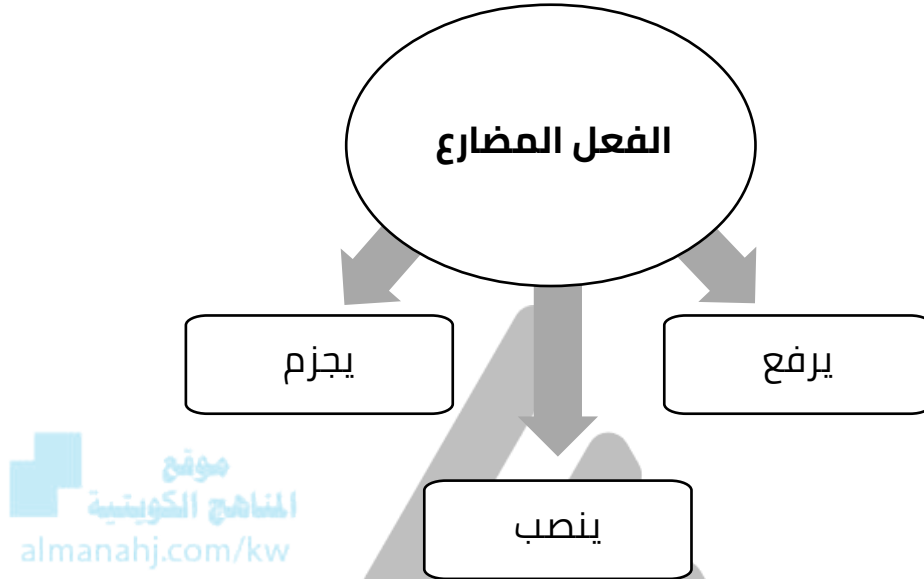 الفعل المضارع
يرفع
يجزم
ينصب
موقع
المناهج الكويتية
almanahj.com/kw